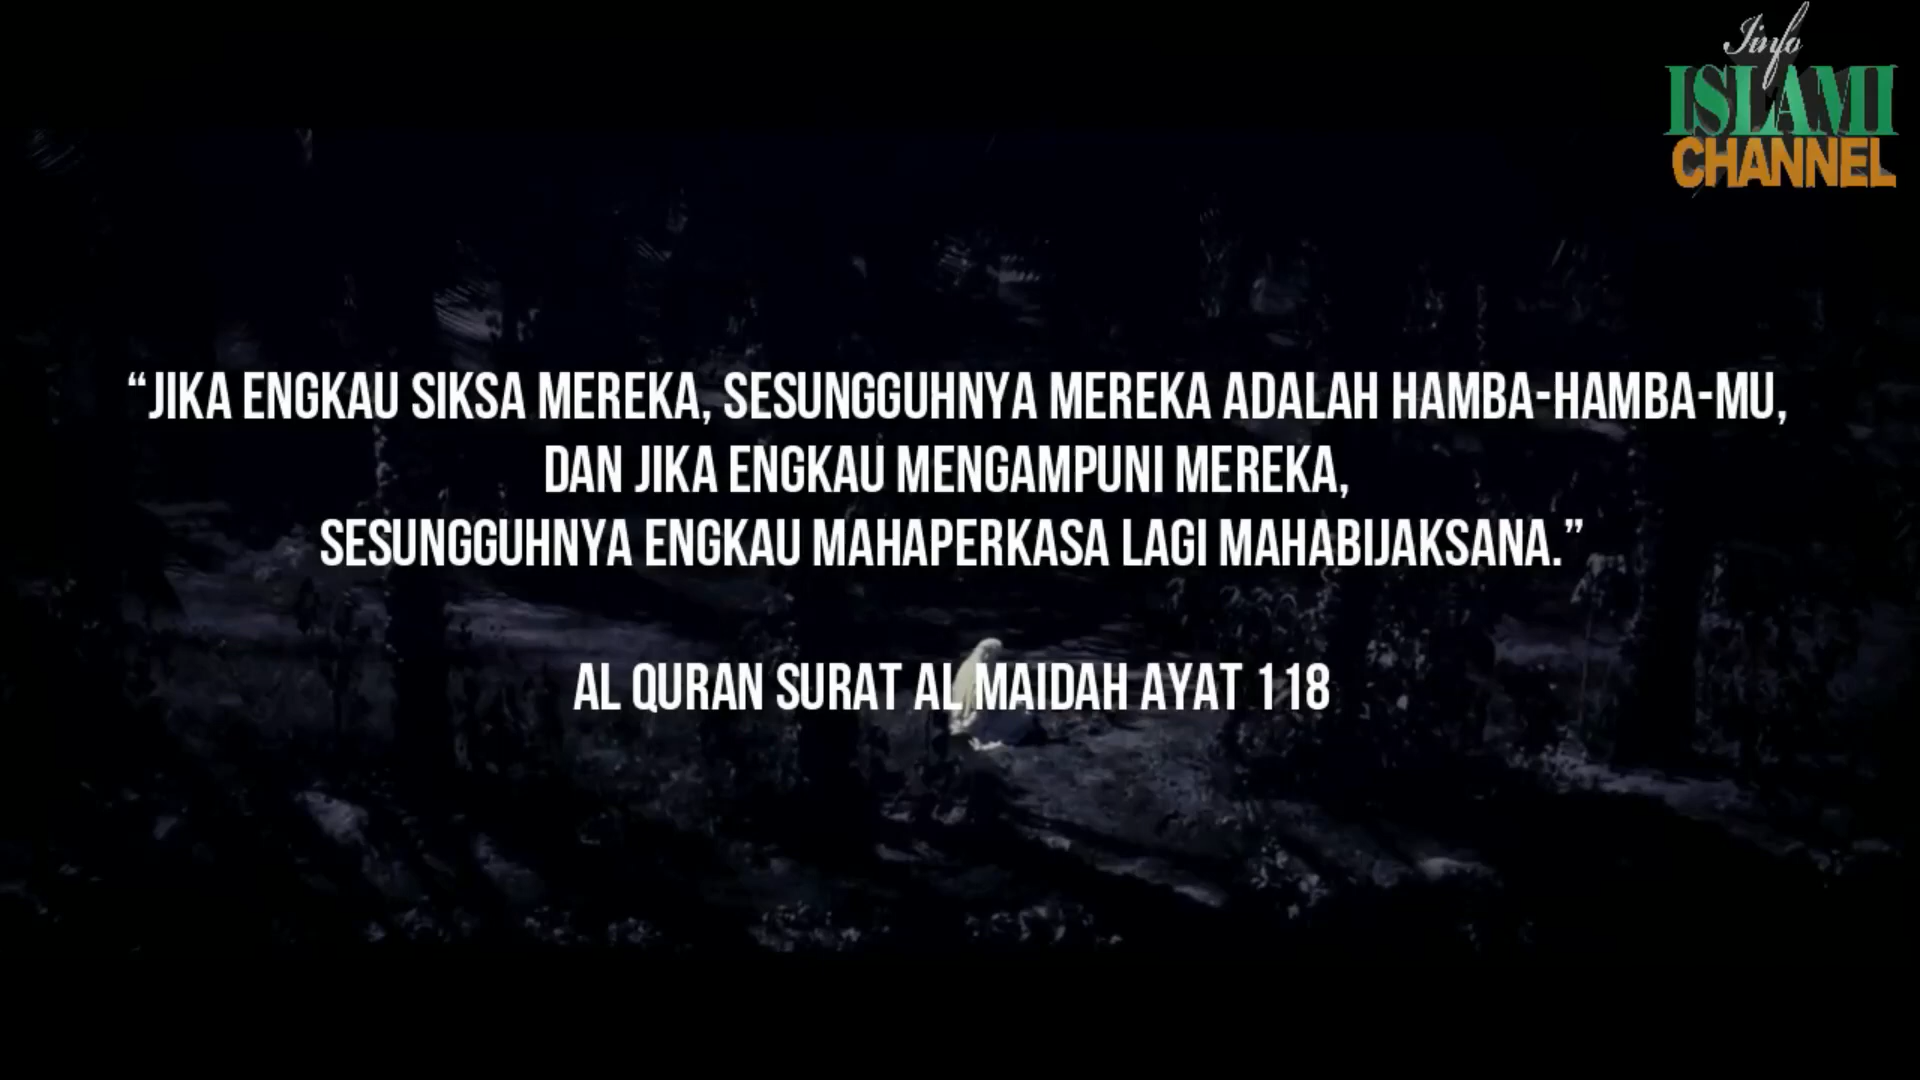 Info
ISLAMI
CHANNEL
“JIKA ENGKAU SIKSA MEREKA, SESUNGGUHNYA MEREKA ADALAH HAMBA-HAMBA-MU,
DAN JIKA ENGKAU MENGAMPUNI MEREKA,
SESUNGGUHNYA ENGKAU MAHAPERKASA LAGI MAHABIJAKSANA.”
AL QURAN SURAT AL MAIDAH AYAT 118